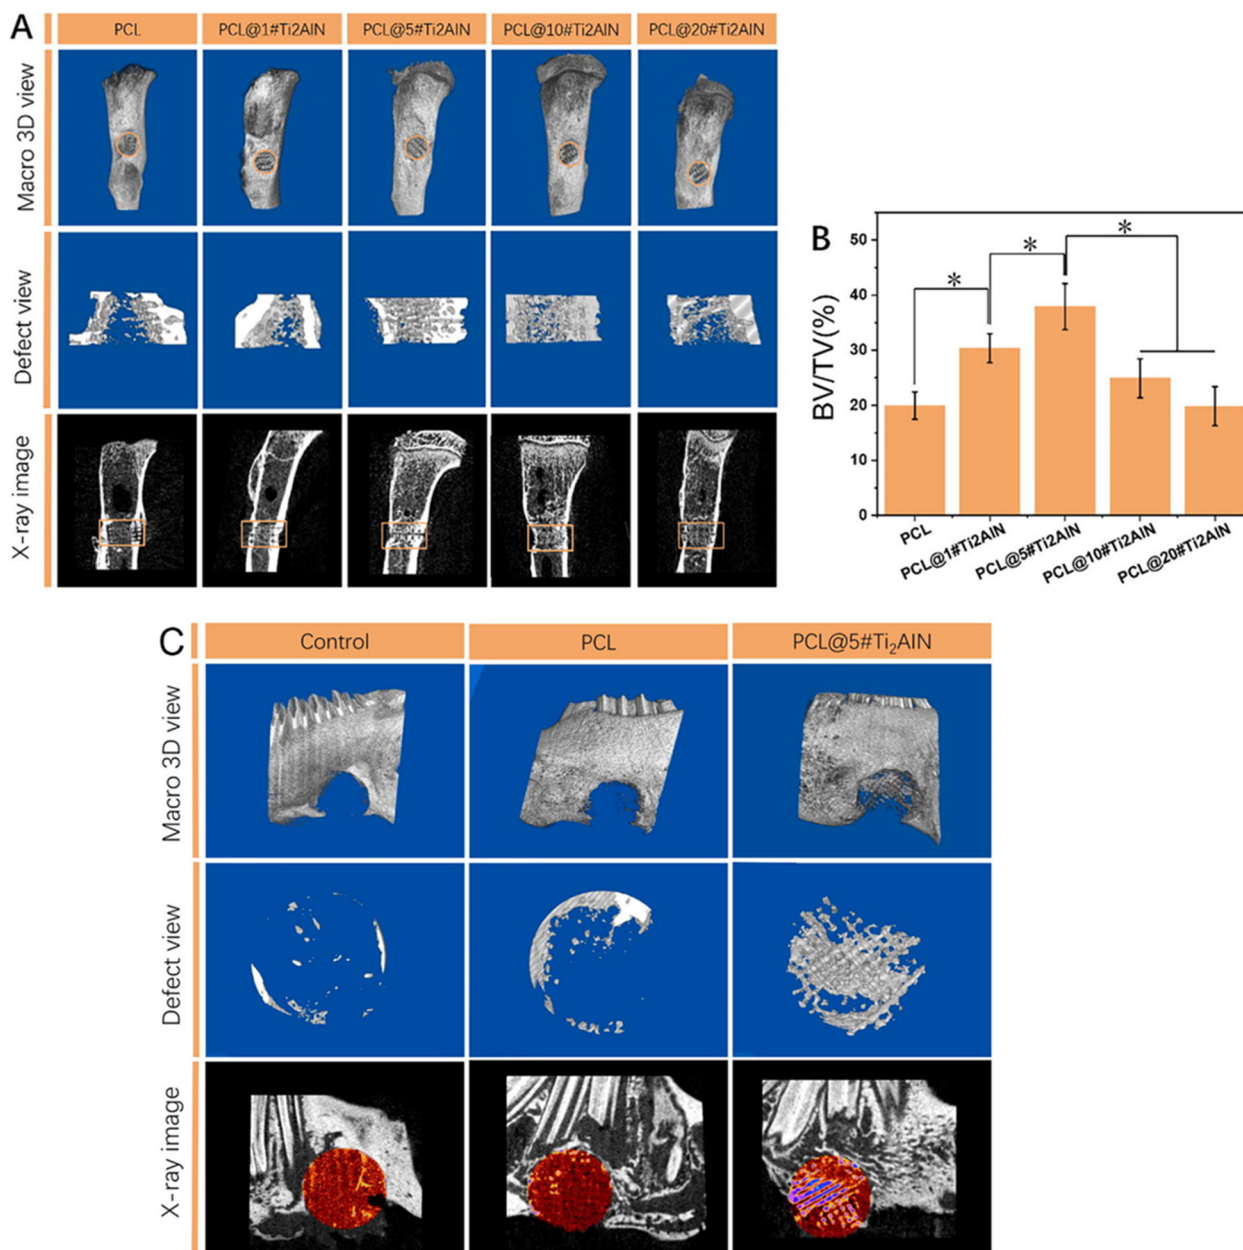 A
PCL PCL@1#Ti2AlN PCL@5#Ti2AlN PCL@10#Ti2AlN PCL@20#Ti2AlN
Macro 3D view
Defect view
X-ray image
B
BV/TV(%)
50
40
30
20
10
0
* * *
PCL PCL@1#Ti2AlN PCL@5#Ti2AlN PCL@10#Ti2AlN PCL@20#Ti2AlN
C
Control PCL PCL@5#Ti₂AlN
Macro 3D view
Defect view
X-ray image